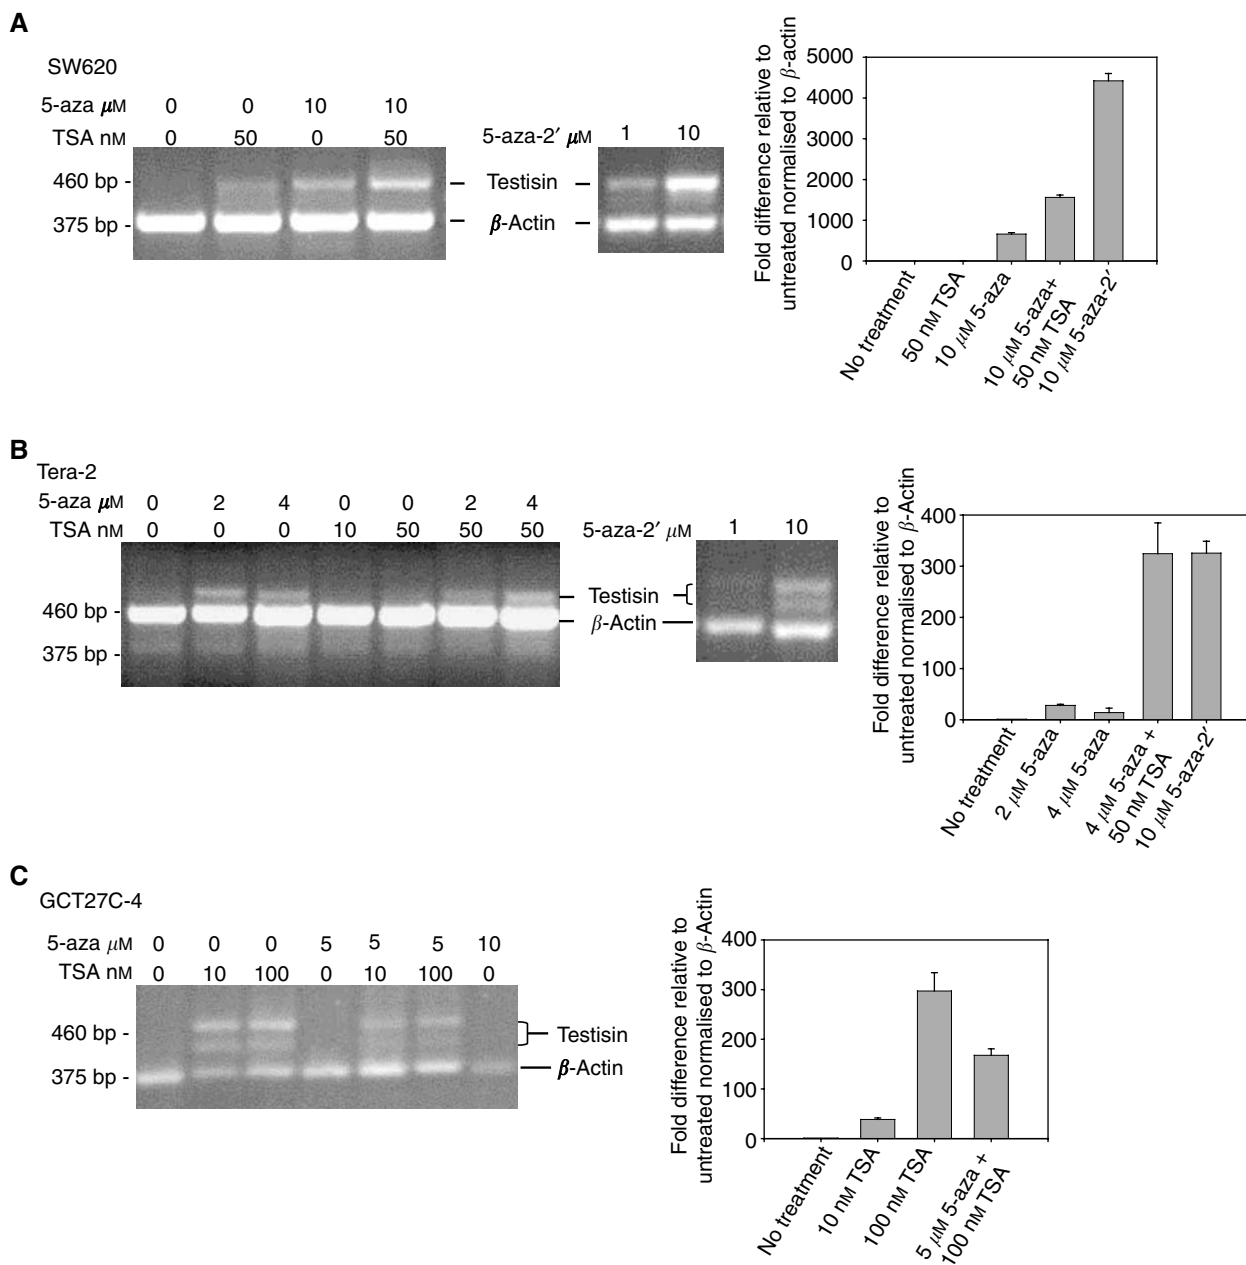 A
SW620
5-aza μM 0 0 10 10
TSA nM 0 50 0 50
5-aza-2′ μM 1 10
460 bp -
Testisin
375 bp -
β-Actin
Fold difference relative to
untreated normalised to β-actin
5000
4000
3000
2000
1000
0
No treatment
50 nM TSA
10 μM 5-aza
10 μM 5-aza+
50 nM TSA
10 μM 5-aza-2′
B
Tera-2
5-aza μM 0 2 4 0 0 2 4
TSA nM 0 0 0 10 50 50 50
5-aza-2′ μM 1 10
460 bp -
Testisin
β-Actin
375 bp -
Fold difference relative to
untreated normalised to β-Actin
400
300
200
100
0
No treatment
2 μM 5-aza
4 μM 5-aza
4 μM 5-aza +
50 nM TSA
10 μM 5-aza-2′
C
GCT27C-4
5-aza μM 0 0 0 5 5 5 10
TSA nM 0 10 100 0 10 100 0
460 bp -
Testisin
375 bp -
β-Actin
Fold difference relative to
untreated normalised to β-Actin
400
300
200
100
0
No treatment
10 nM TSA
100 nM TSA
5 μM 5-aza +
100 nM TSA